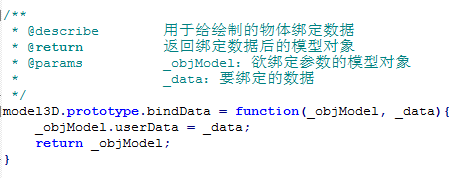 /**
 * @describe 用于给绘制的物体绑定数据
 * @return 返回绑定数据后的模型对象
 * @params _objModel: 欲绑定参数的模型对象
 * _data: 要绑定的数据
 */
model3D.prototype.bindData = function(_objModel, _data){
    _objModel.userData = _data;
    return _objModel;
}